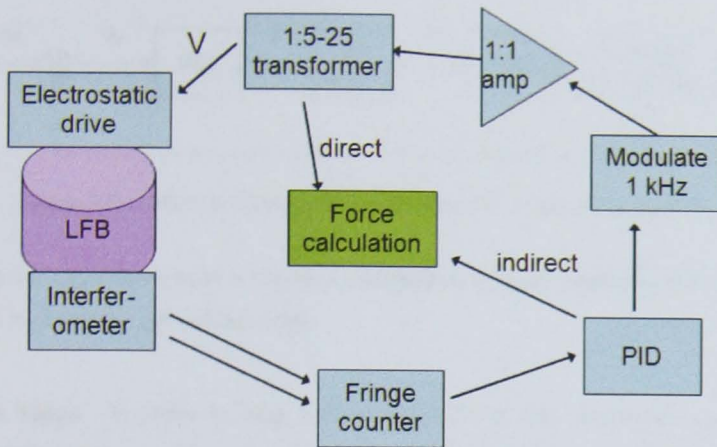 V
1:5-25
transformer
1:1
amp
Electrostatic
drive
direct
Modulate
1 kHz
LFB
Force
calculation
indirect
Interfer-
ometer
PID
Fringe
counter